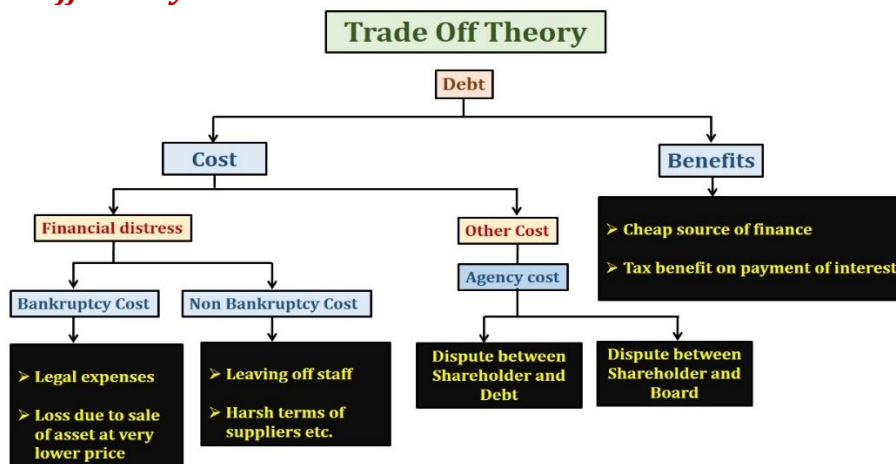 Trade Off Theory
Debt
Cost
Benefits
Financial distress
Other Cost
Agency cost
➢ Cheap source of finance
➢ Tax benefit on payment of interest
Bankruptcy Cost
Non Bankruptcy Cost
➢ Legal expenses
➢ Loss due to sale
of asset at very
lower price
➢ Leaving off staff
➢ Harsh terms of
suppliers etc.
Dispute between
Shareholder and
Debt
Dispute between
Shareholder and
Board